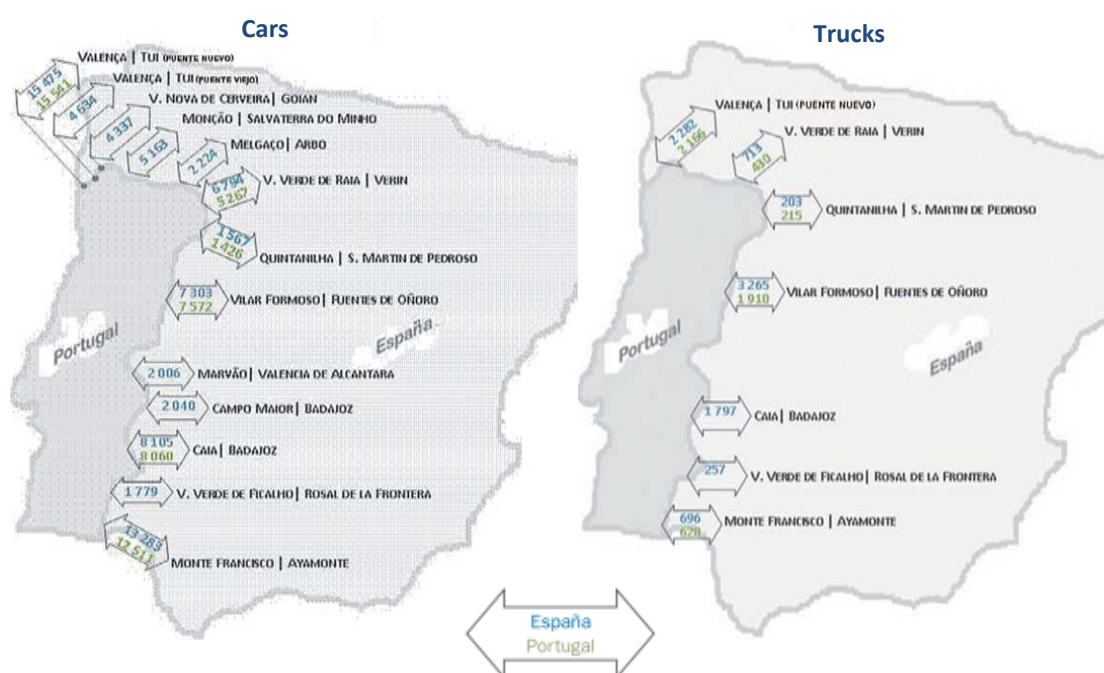 Cars
VALENÇA | TUI (PUENTE NUEVO)
15 475
15 541
VALENÇA | TUI (PUENTE VIEJO)
4 634
V. NOVA DE CERVEIRA | GOIAN
4 337
MONÇÃO | SALVATERRA DO MINHO
5 163
MELGAÇO | ARBO
2 224
V. VERDE DE RAIA | VERIN
6 794
5 267
1 567
1 426
QUINTANILHA | S. MARTIN DE PEDROSO
7 303
7 572
VILAR FORMOSO | FUENTES DE OÑORO
Portugal
España
2 006
MARVÃO | VALENCIA DE ALCANTARA
2 040
CAMPO MAIOR | BADAJOZ
8 105
8 060
CAIA | BADAJOZ
1 779
V. VERDE DE FICALHO | ROSAL DE LA FRONTERA
13 283
12 511
MONTE FRANCISCO | AYAMONTE
Trucks
VALENÇA | TUI (PUENTE NUEVO)
2 282
2 166
V. VERDE DE RAIA | VERIN
713
430
203
215
QUINTANILHA | S. MARTIN DE PEDROSO
3 265
1 910
VILAR FORMOSO | FUENTES DE OÑORO
Portugal
España
1 797
CAIA | BADAJOZ
257
V. VERDE DE FICALHO | ROSAL DE LA FRONTERA
696
628
MONTE FRANCISCO | AYAMONTE
España
Portugal